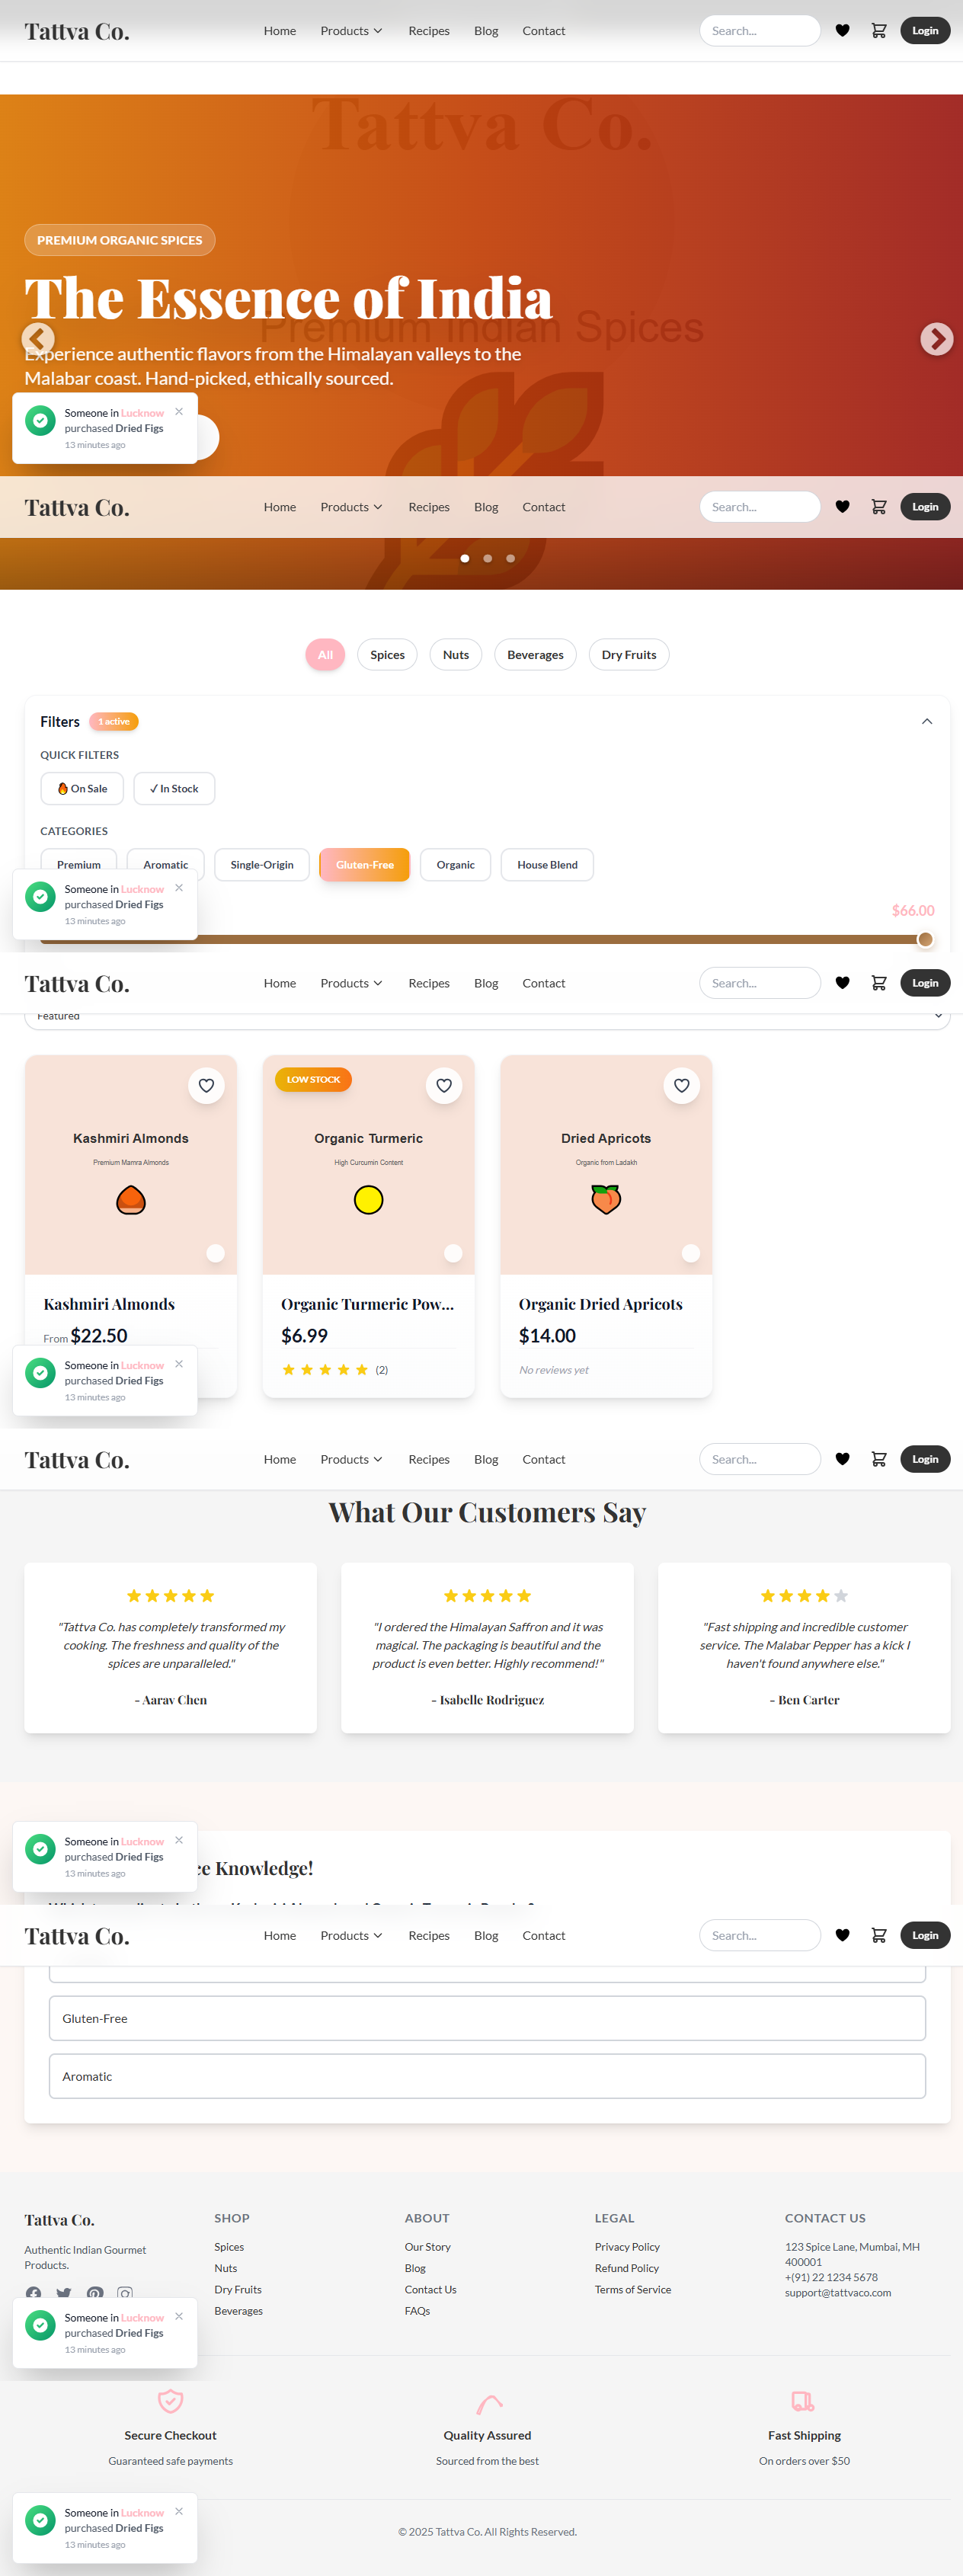 Tattva Co.
Home Products Recipes Blog Contact
Search...
Login
Tattva Co.
PREMIUM ORGANIC SPICES
The Essence of India
Premium Indian Spices
Experience authentic flavors from the Himalayan valleys to the
Malabar coast. Hand-picked, ethically sourced.
Someone in Lucknow
purchased Dried Figs
13 minutes ago
Tattva Co.
Home Products Recipes Blog Contact
Search...
Login
All Spices Nuts Beverages Dry Fruits
Filters 1 active
QUICK FILTERS
🔥 On Sale ✓ In Stock
CATEGORIES
Premium Aromatic Single-Origin Gluten-Free Organic House Blend
Someone in Lucknow
purchased Dried Figs
13 minutes ago
$66.00
Tattva Co.
Home Products Recipes Blog Contact
Search...
Login
Featured
Kashmiri Almonds
Premium Mamra Almonds
Kashmiri Almonds
From $22.50
LOW STOCK
Organic Turmeric
High Curcumin Content
Organic Turmeric Pow...
$6.99
(2)
Dried Apricots
Organic from Ladakh
Organic Dried Apricots
$14.00
No reviews yet
Someone in Lucknow
purchased Dried Figs
13 minutes ago
Tattva Co.
Home Products Recipes Blog Contact
Search...
Login
What Our Customers Say
"Tattva Co. has completely transformed my
cooking. The freshness and quality of the
spices are unparalleled."
- Aarav Chen
"I ordered the Himalayan Saffron and it was
magical. The packaging is beautiful and the
product is even better. Highly recommend!"
- Isabelle Rodriguez
"Fast shipping and incredible customer
service. The Malabar Pepper has a kick I
haven't found anywhere else."
- Ben Carter
Someone in Lucknow
purchased Dried Figs
13 minutes ago
Knowledge!
Tattva Co.
Home Products Recipes Blog Contact
Search...
Login
Gluten-Free
Aromatic
Tattva Co.
Authentic Indian Gourmet
Products.
SHOP
Spices
Nuts
Dry Fruits
Beverages
ABOUT
Our Story
Blog
Contact Us
FAQs
LEGAL
Privacy Policy
Refund Policy
Terms of Service
CONTACT US
123 Spice Lane, Mumbai, MH
400001
+(91) 22 1234 5678
support@tattvaco.com
Someone in Lucknow
purchased Dried Figs
13 minutes ago
Secure Checkout
Guaranteed safe payments
Quality Assured
Sourced from the best
Fast Shipping
On orders over $50
Someone in Lucknow
purchased Dried Figs
13 minutes ago
© 2025 Tattva Co. All Rights Reserved.